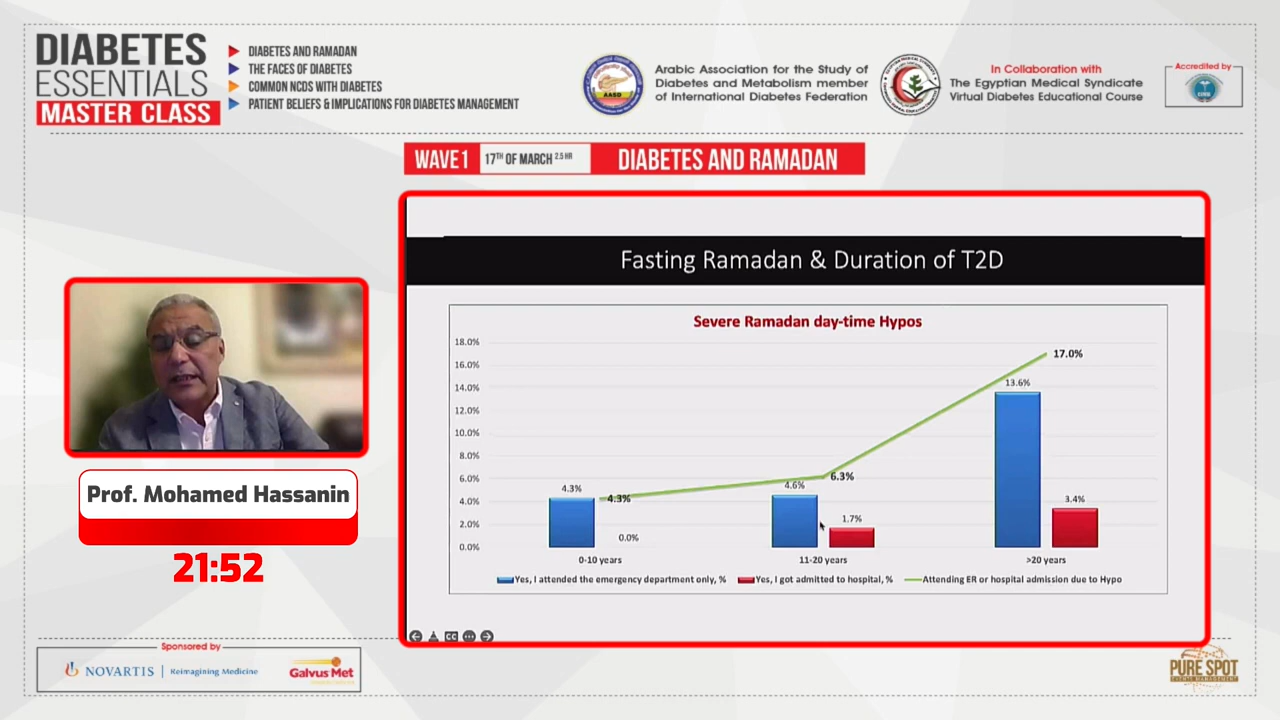 DIABETES
ESSENTIALS
MASTER CLASS
DIABETES AND RAMADAN
THE FACES OF DIABETES
COMMON NCDS WITH DIABETES
PATIENT BELIEFS & IMPLICATIONS FOR DIABETES MANAGEMENT
AASD
Arabic Association for the Study of
Diabetes and Metabolism member
of International Diabetes Federation
In Collaboration with
The Egyptian Medical Syndicate
Virtual Diabetes Educational Course
Accredited by
WAVE1 17TH OF MARCH 2.5 HR DIABETES AND RAMADAN
Fasting Ramadan & Duration of T2D
Severe Ramadan day-time Hypos
18.0%
16.0%
14.0%
12.0%
10.0%
8.0%
6.0%
4.0%
2.0%
0.0%
4.3%
4.3%
0.0%
4.6%
6.3%
1.7%
13.6%
17.0%
3.4%
0-10 years 11-20 years >20 years
Yes, I attended the emergency department only, % Yes, I got admitted to hospital, % Attending ER or hospital admission due to Hypo
CC
Prof. Mohamed Hassanin
21:52
Sponsored by
NOVARTIS | Reimagining Medicine
Galvus Met
PURE SPOT